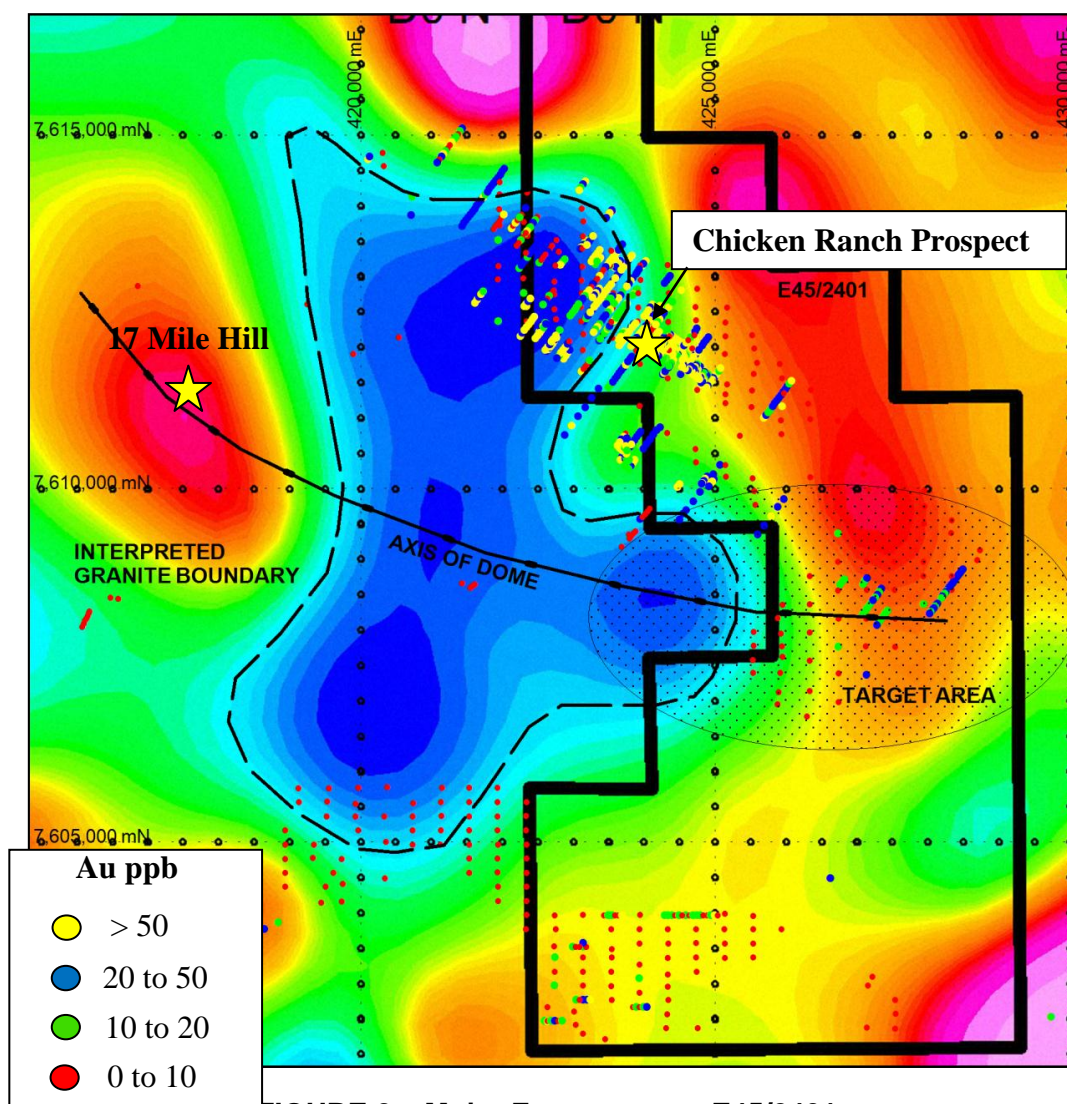 420,000 mE
425,000 mE
430,000 mE
7,615,000 mN
Chicken Ranch Prospect
E45/2401
17 Mile Hill
7,610,000 mN
AXIS OF DOME
INTERPRETED
GRANITE BOUNDARY
TARGET AREA
7,605,000 mN
Au ppb
> 50
20 to 50
10 to 20
0 to 10